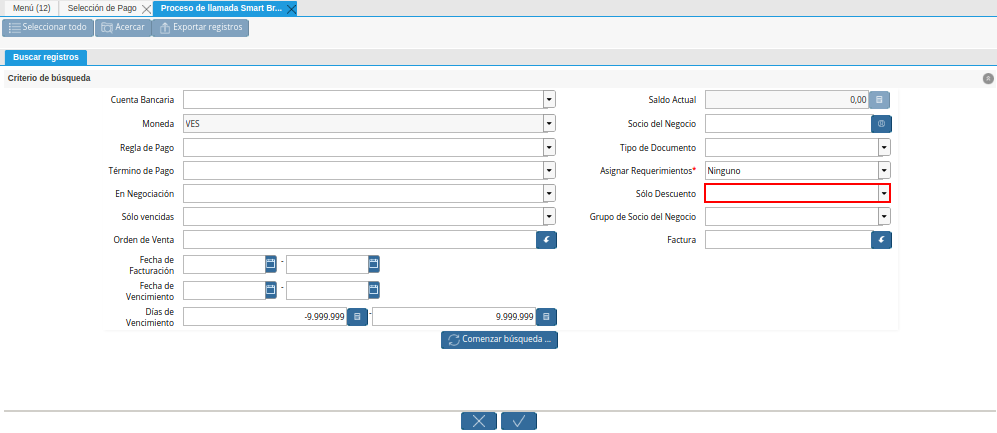 Menú (12) Selección de Pago Proceso de llamada Smart Br...
Seleccionar todo Acercar Exportar registros
Buscar registros
Criterio de búsqueda
Cuenta Bancaria Saldo Actual 0,00
Moneda VES Socio del Negocio
Regla de Pago Tipo de Documento
Término de Pago Asignar Requerimientos* Ninguno
En Negociación Sólo Descuento
Sólo vencidas Grupo de Socio del Negocio
Orden de Venta Factura
Fecha de
Facturación -
Fecha de
Vencimiento -
Días de
Vencimiento -9.999.999 - 9.999.999
Comenzar búsqueda ...